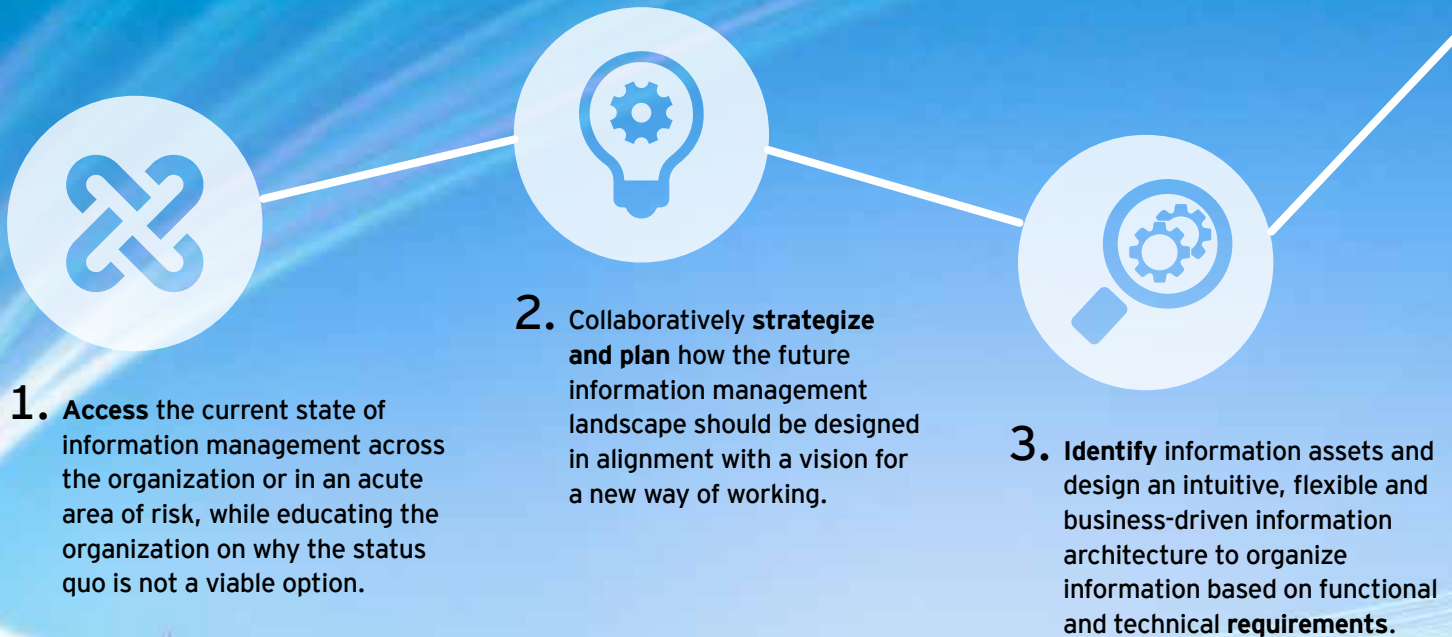 1. Access the current state of
information management across
the organization or in an acute
area of risk, while educating the
organization on why the status
quo is not a viable option.
2. Collaboratively strategize
and plan how the future
information management
landscape should be designed
in alignment with a vision for
a new way of working.
3. Identify information assets and
design an intuitive, flexible and
business-driven information
architecture to organize
information based on functional
and technical requirements.